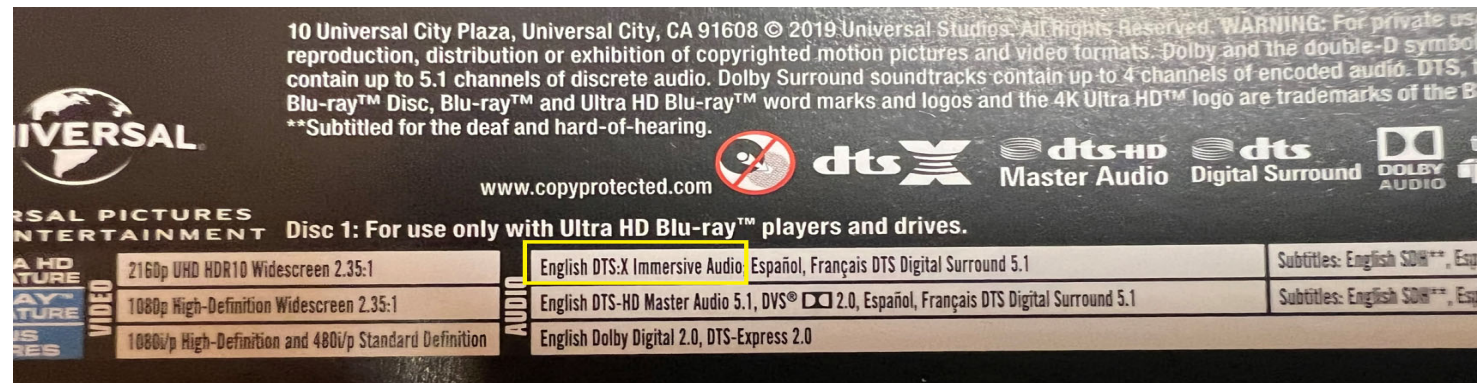 10 Universal City Plaza, Universal City, CA 91608 © 2019 Universal Studios. All Rights Reserved. WARNING: For private us
reproduction, distribution or exhibition of copyrighted motion pictures and video formats. Dolby and the double-D symbo
contain up to 5.1 channels of discrete audio. Dolby Surround soundtracks contain up to 4 channels of encoded audio. DTS,
Blu-ray™ Disc, Blu-ray™ and Ultra HD Blu-ray™ word marks and logos and the 4K Ultra HD™ logo are trademarks of the B
**Subtitled for the deaf and hard-of-hearing.
IVERSAL
dts X
dts-HD
Master Audio
dts
Digital Surround
DOLBY
AUDIO
www.copyprotected.com
RSAL PICTURES
NTERTAINMENT
Disc 1: For use only with Ultra HD Blu-ray™ players and drives.
A HD
TURE
VIDEO
2160p UHD HDR10 Widescreen 2.35:1
AUDIO
English DTS:X Immersive Audio, Español, Français DTS Digital Surround 5.1
Subtitles: English SDH**, Esp
AY™
TURE
1080p High-Definition Widescreen 2.35:1
English DTS-HD Master Audio 5.1, DVS® 2.0, Español, Français DTS Digital Surround 5.1
Subtitles: English SDH**, Esp
US
RES
1080i/p High-Definition and 480i/p Standard Definition
English Dolby Digital 2.0, DTS-Express 2.0